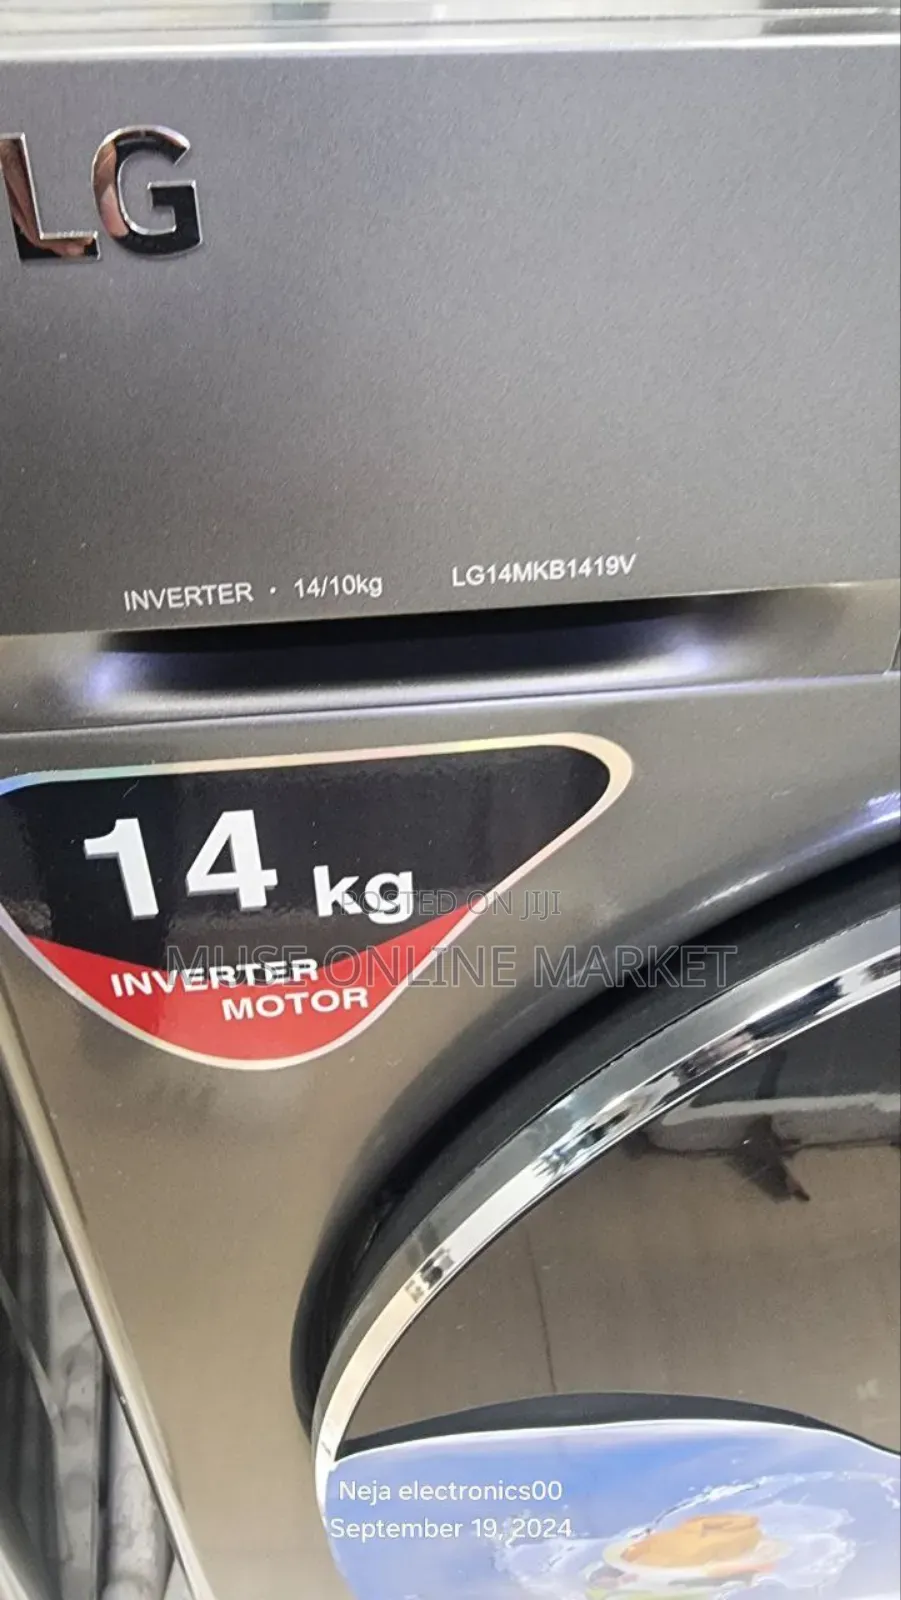 LG
INVERTER · 14/10kg LG14MKB1419V
14 kg
INVERTER
MOTOR
POSTED ON JIJI
MUSE ONLINE MARKET
Neja electronics00
September 19, 2024